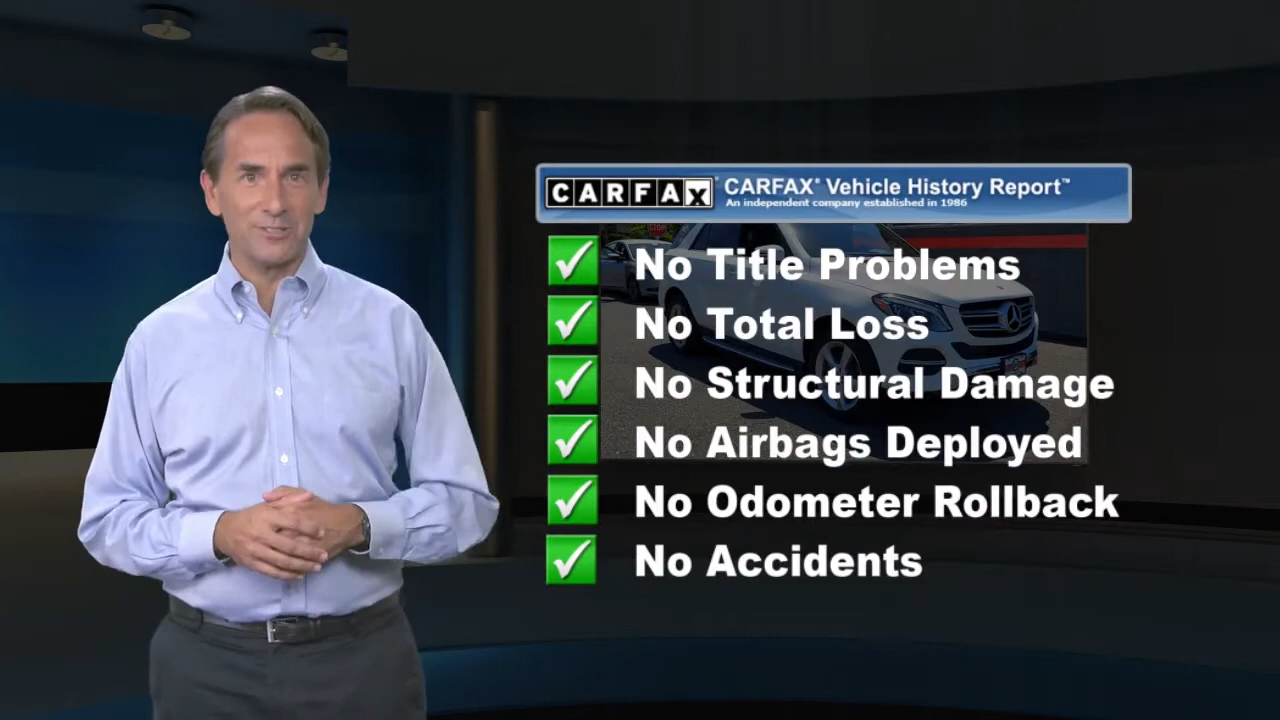 STOP
CARFAX® CARFAX® Vehicle History Report™
An independent company established in 1986
No Title Problems
No Total Loss
No Structural Damage
No Airbags Deployed
No Odometer Rollback
No Accidents